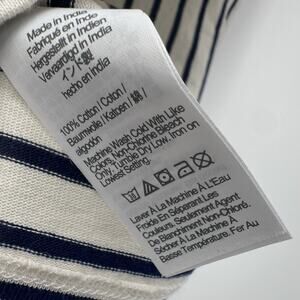 Made in India
Fabriqué en Inde
Hergestellt in Indien
Vervaardigd in India
インド製
hecho en India
100% Cotton / Coton /
Baumwolle / Katoen / 綿 /
algodón
Machine Wash Cold With Like
Colors, Non-Chlorine Bleach
Only, Tumble Dry Low. Iron on
Lowest Setting.
Laver À La Machine À L'Eau
Froide En Séparant Les
Couleurs, Seulement Agent
De Blanchiment Non-Chloré.
Sécher À La Machine À
Basse Température. Fer Au